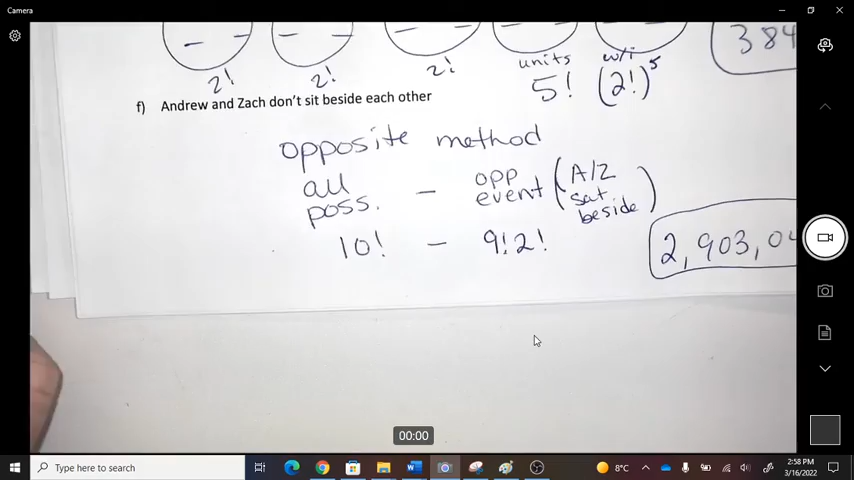 Camera
2!
2!
2!
units
w/i
5!
(2!)^5
384
f) Andrew and Zach don't sit beside each other
opposite method
all poss. − opp event (A/Z sat beside)
10! − 9!2!
2,903,04
00:00
Type here to search
8°C
2:58 PM
3/16/2022